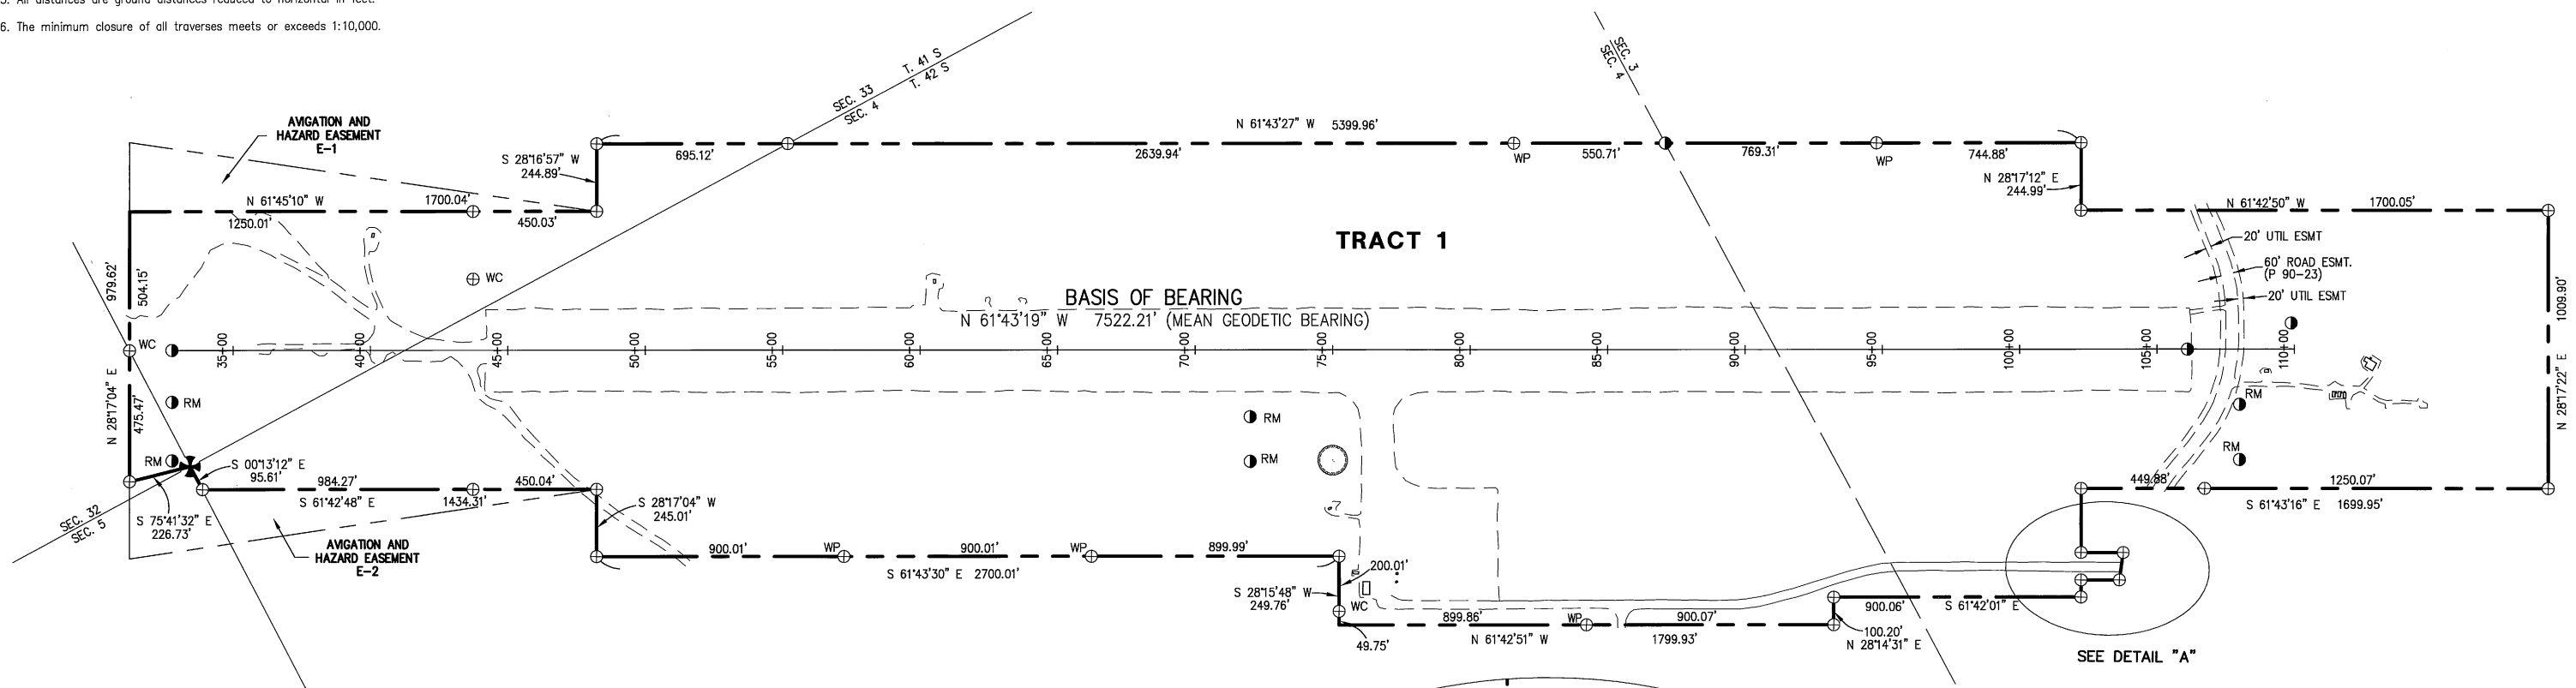 6. The minimum closure of all traverses meets or exceeds 1:10,000.
SEC. 33
SEC. 4
T. 41 S
T. 42 S
SEC. 3
SEC. 4
AVIGATION AND
HAZARD EASEMENT
E-1
S 28°16'57" W
244.89'
695.12'
2639.94'
N 61°43'27" W 5399.96'
WP
550.71'
769.31'
WP
744.88'
N 28°17'12" E
244.99'
N 61°45'10" W
1700.04'
1250.01'
450.03'
N 61°42'50" W
1700.05'
TRACT 1
20' UTIL ESMT
60' ROAD ESMT.
(P 90-23)
20' UTIL ESMT
979.62'
504.15'
WC
BASIS OF BEARING
N 61°43'19" W 7522.21' (MEAN GEODETIC BEARING)
1009.90'
N 28°17'22" E
WC
35+00
40+00
45+00
50+00
55+00
60+00
65+00
70+00
75+00
80+00
85+00
90+00
95+00
100+00
105+00
110+00
N 28°17'04" E
475.47'
RM
RM
RM
RM
RM
RM
S 00°13'12" E
95.61'
984.27'
S 61°42'48" E
1434.31'
450.04'
449.88'
1250.07'
S 61°43'16" E 1699.95'
SEC. 32
SEC. 5
S 75°41'32" E
226.73'
AVIGATION AND
HAZARD EASEMENT
E-2
S 28°17'04" W
245.01'
900.01'
WP
900.01'
WP
899.99'
S 61°43'30" E 2700.01'
200.01'
S 28°15'48" W
249.76'
WC
49.75'
899.86'
WP
900.07'
N 61°42'51" W
1799.93'
900.06'
S 61°42'01" E
100.20'
N 28°14'31" E
SEE DETAIL "A"